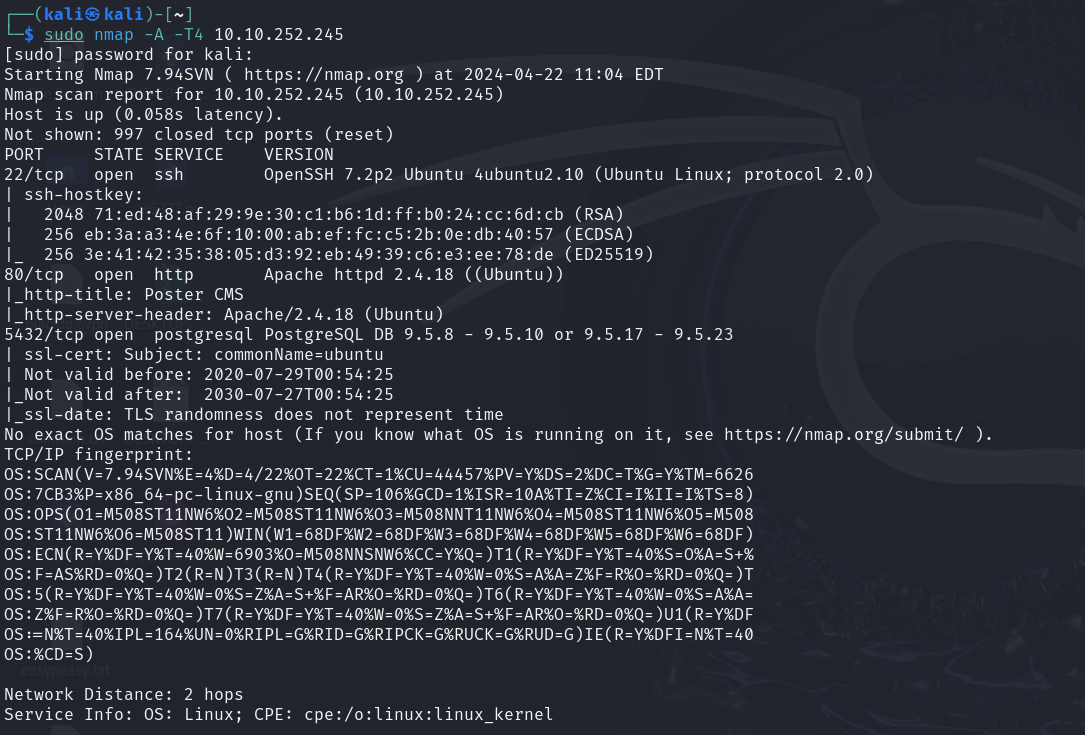 ┌──(kali㉿kali)-[~]
└─$ sudo nmap -A -T4 10.10.252.245
[sudo] password for kali:
Starting Nmap 7.94SVN ( https://nmap.org ) at 2024-04-22 11:04 EDT
Nmap scan report for 10.10.252.245 (10.10.252.245)
Host is up (0.058s latency).
Not shown: 997 closed tcp ports (reset)
PORT     STATE SERVICE    VERSION
22/tcp   open  ssh        OpenSSH 7.2p2 Ubuntu 4ubuntu2.10 (Ubuntu Linux; protocol 2.0)
| ssh-hostkey:
|   2048 71:ed:48:af:29:9e:30:c1:b6:1d:ff:b0:24:cc:6d:cb (RSA)
|   256 eb:3a:a3:4e:6f:10:00:ab:ef:fc:c5:2b:0e:db:40:57 (ECDSA)
|_  256 3e:41:42:35:38:05:d3:92:eb:49:39:c6:e3:ee:78:de (ED25519)
80/tcp   open  http       Apache httpd 2.4.18 ((Ubuntu))
|_http-title: Poster CMS
|_http-server-header: Apache/2.4.18 (Ubuntu)
5432/tcp open  postgresql PostgreSQL DB 9.5.8 - 9.5.10 or 9.5.17 - 9.5.23
| ssl-cert: Subject: commonName=ubuntu
| Not valid before: 2020-07-29T00:54:25
|_Not valid after:  2030-07-27T00:54:25
|_ssl-date: TLS randomness does not represent time
No exact OS matches for host (If you know what OS is running on it, see https://nmap.org/submit/ ).
TCP/IP fingerprint:
OS:SCAN(V=7.94SVN%E=4%D=4/22%OT=22%CT=1%CU=44457%PV=Y%DS=2%DC=T%G=Y%TM=6626
OS:7CB3%P=x86_64-pc-linux-gnu)SEQ(SP=106%GCD=1%ISR=10A%TI=Z%CI=I%II=I%TS=8)
OS:OPS(O1=M508ST11NW6%O2=M508ST11NW6%O3=M508NNT11NW6%O4=M508ST11NW6%O5=M508
OS:ST11NW6%O6=M508ST11)WIN(W1=68DF%W2=68DF%W3=68DF%W4=68DF%W5=68DF%W6=68DF)
OS:ECN(R=Y%DF=Y%T=40%W=6903%O=M508NNSNW6%CC=Y%Q=)T1(R=Y%DF=Y%T=40%S=O%A=S+%
OS:F=AS%RD=0%Q=)T2(R=N)T3(R=N)T4(R=Y%DF=Y%T=40%W=0%S=A%A=Z%F=R%O=%RD=0%Q=)T
OS:5(R=Y%DF=Y%T=40%W=0%S=Z%A=S+%F=AR%O=%RD=0%Q=)T6(R=Y%DF=Y%T=40%W=0%S=A%A=
OS:Z%F=R%O=%RD=0%Q=)T7(R=Y%DF=Y%T=40%W=0%S=Z%A=S+%F=AR%O=%RD=0%Q=)U1(R=Y%DF
OS:=N%T=40%IPL=164%UN=0%RIPL=G%RID=G%RIPCK=G%RUCK=G%RUD=G)IE(R=Y%DFI=N%T=40
OS:%CD=S)
easypeasy.txt
Network Distance: 2 hops
Service Info: OS: Linux; CPE: cpe:/o:linux:linux_kernel